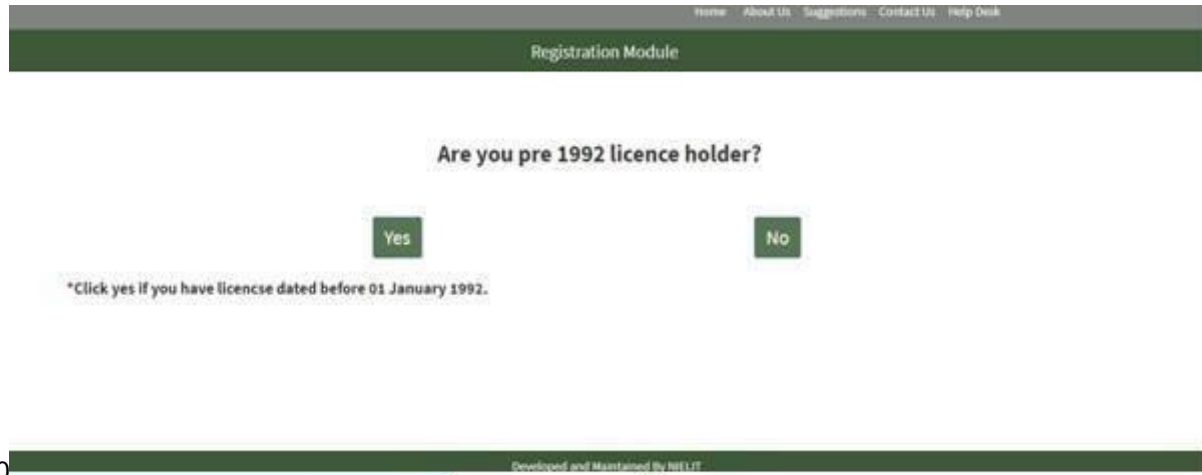 Home About Us Suggestions Contact Us Help Desk
Registration Module
Are you pre 1992 licence holder?
Yes No
*Click yes if you have licencse dated before 01 January 1992.
Developed and Maintained By NIELIT